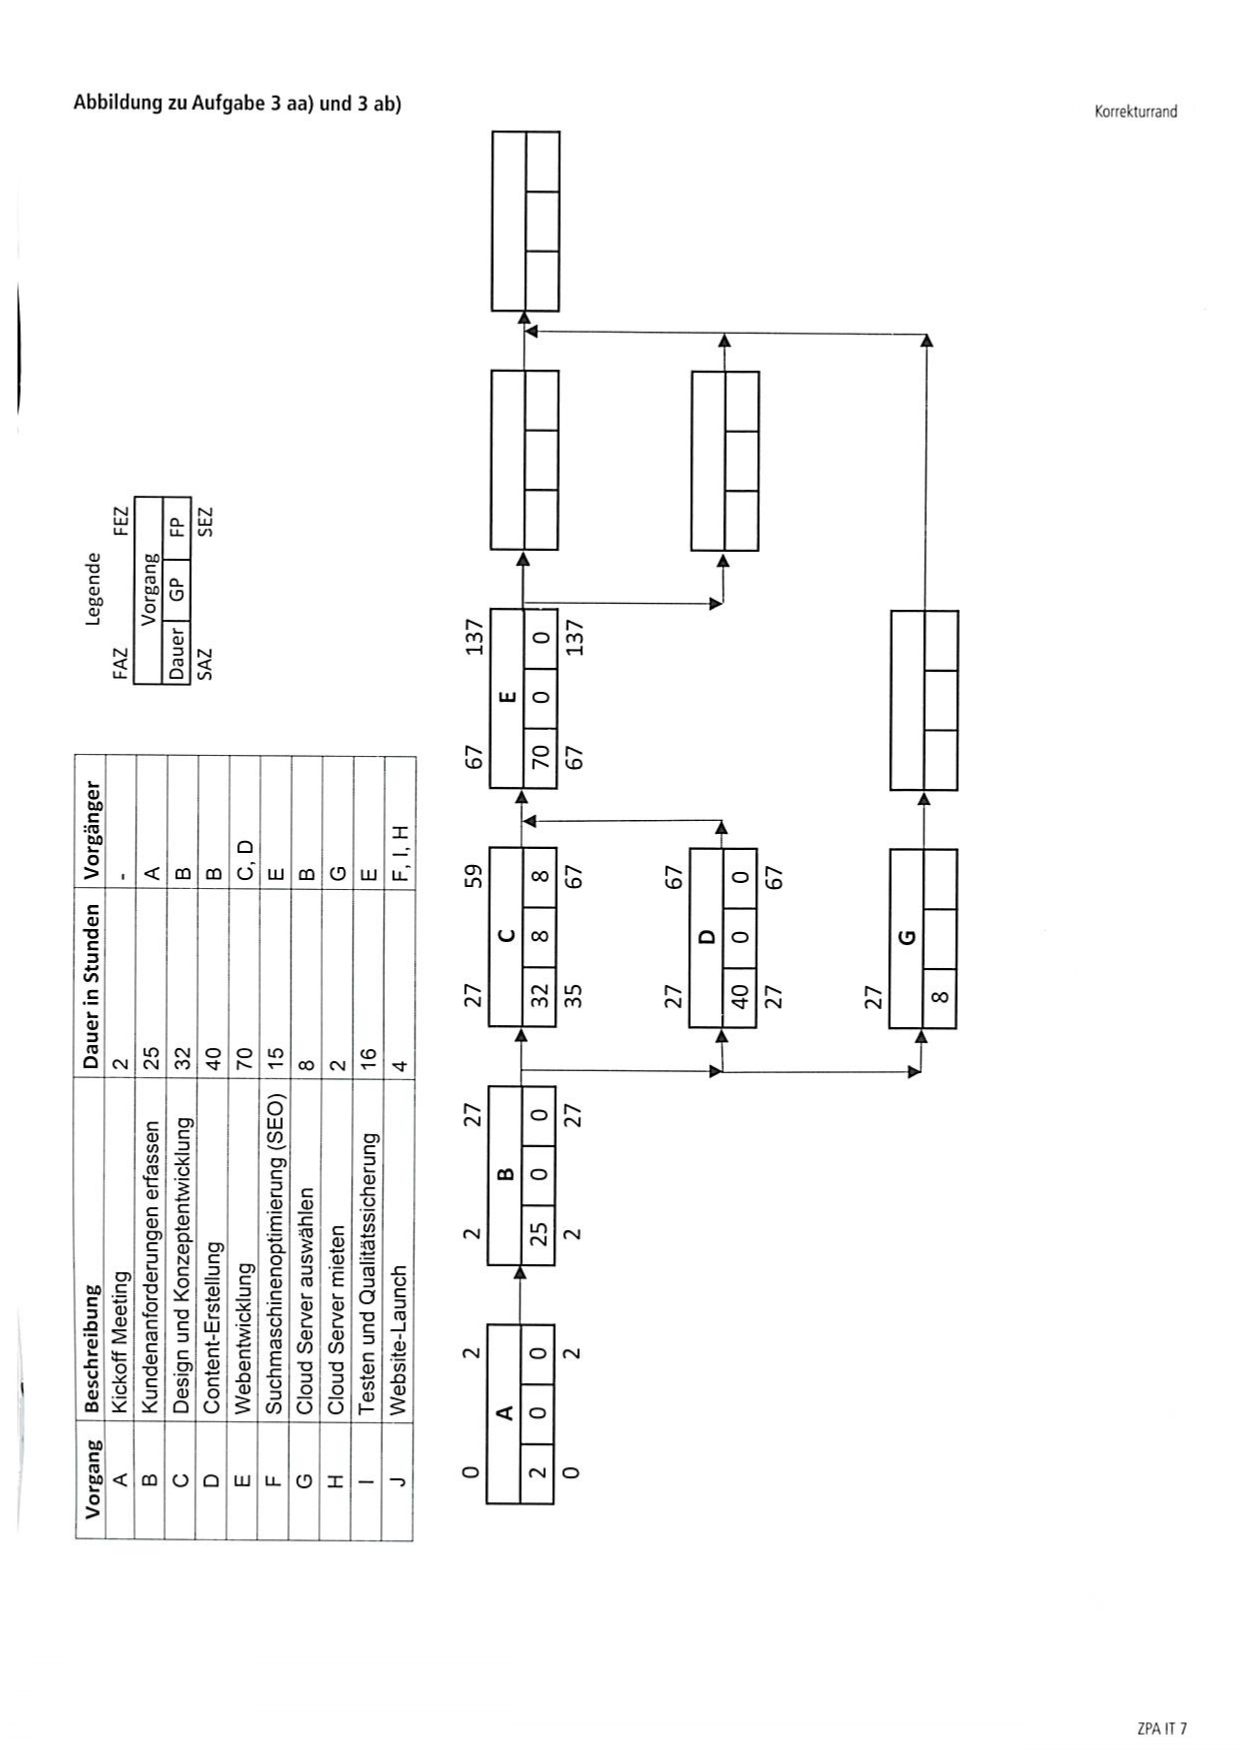 Abbildung zu Aufgabe 3 aa) und 3 ab)
Korrekturrand
Vorgang Beschreibung Dauer in Stunden Vorgänger
A Kickoff Meeting 2 -
B Kundenanforderungen erfassen 25 A
C Design und Konzeptentwicklung 32 B
D Content-Erstellung 40 B
E Webentwicklung 70 C, D
F Suchmaschinenoptimierung (SEO) 15 E
G Cloud Server auswählen 8 B
H Cloud Server mieten 2 G
I Testen und Qualitätssicherung 16 E
J Website-Launch 4 F, I, H
Legende
FAZ FEZ
Vorgang
Dauer GP FP
SAZ SEZ
0 2
A
2 0 0
0 2
2 27
B
25 0 0
2 27
27 59
C
32 8 8
35 67
67 137
E
70 0 0
67 137
27 67
D
40 0 0
27 67
27
G
8
ZPA IT 7